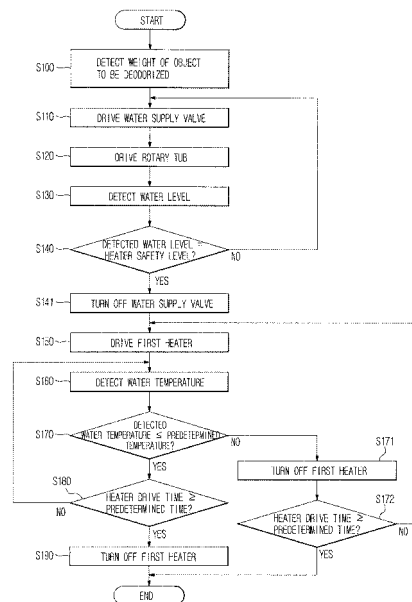 START
S100
DETECT WEIGHT OF OBJECT
TO BE DEODORIZED
S110
DRIVE WATER SUPPLY VALVE
S120
DRIVE ROTARY TUB
S130
DETECT WATER LEVEL
S140
DETECTED WATER LEVEL =
HEATER SAFETY LEVEL?
NO
YES
S141
TURN OFF WATER SUPPLY VALVE
S150
DRIVE FIRST HEATER
S160
DETECT WATER TEMPERATURE
S170
DETECTED
WATER TEMPERATURE ≤ PREDETERMINED
TEMPERATURE?
NO
YES
S171
TURN OFF FIRST HEATER
S180
HEATER DRIVE TIME ≥
PREDETERMINED TIME?
NO
YES
S172
HEATER DRIVE TIME ≥
PREDETERMINED TIME?
NO
YES
S190
TURN OFF FIRST HEATER
END